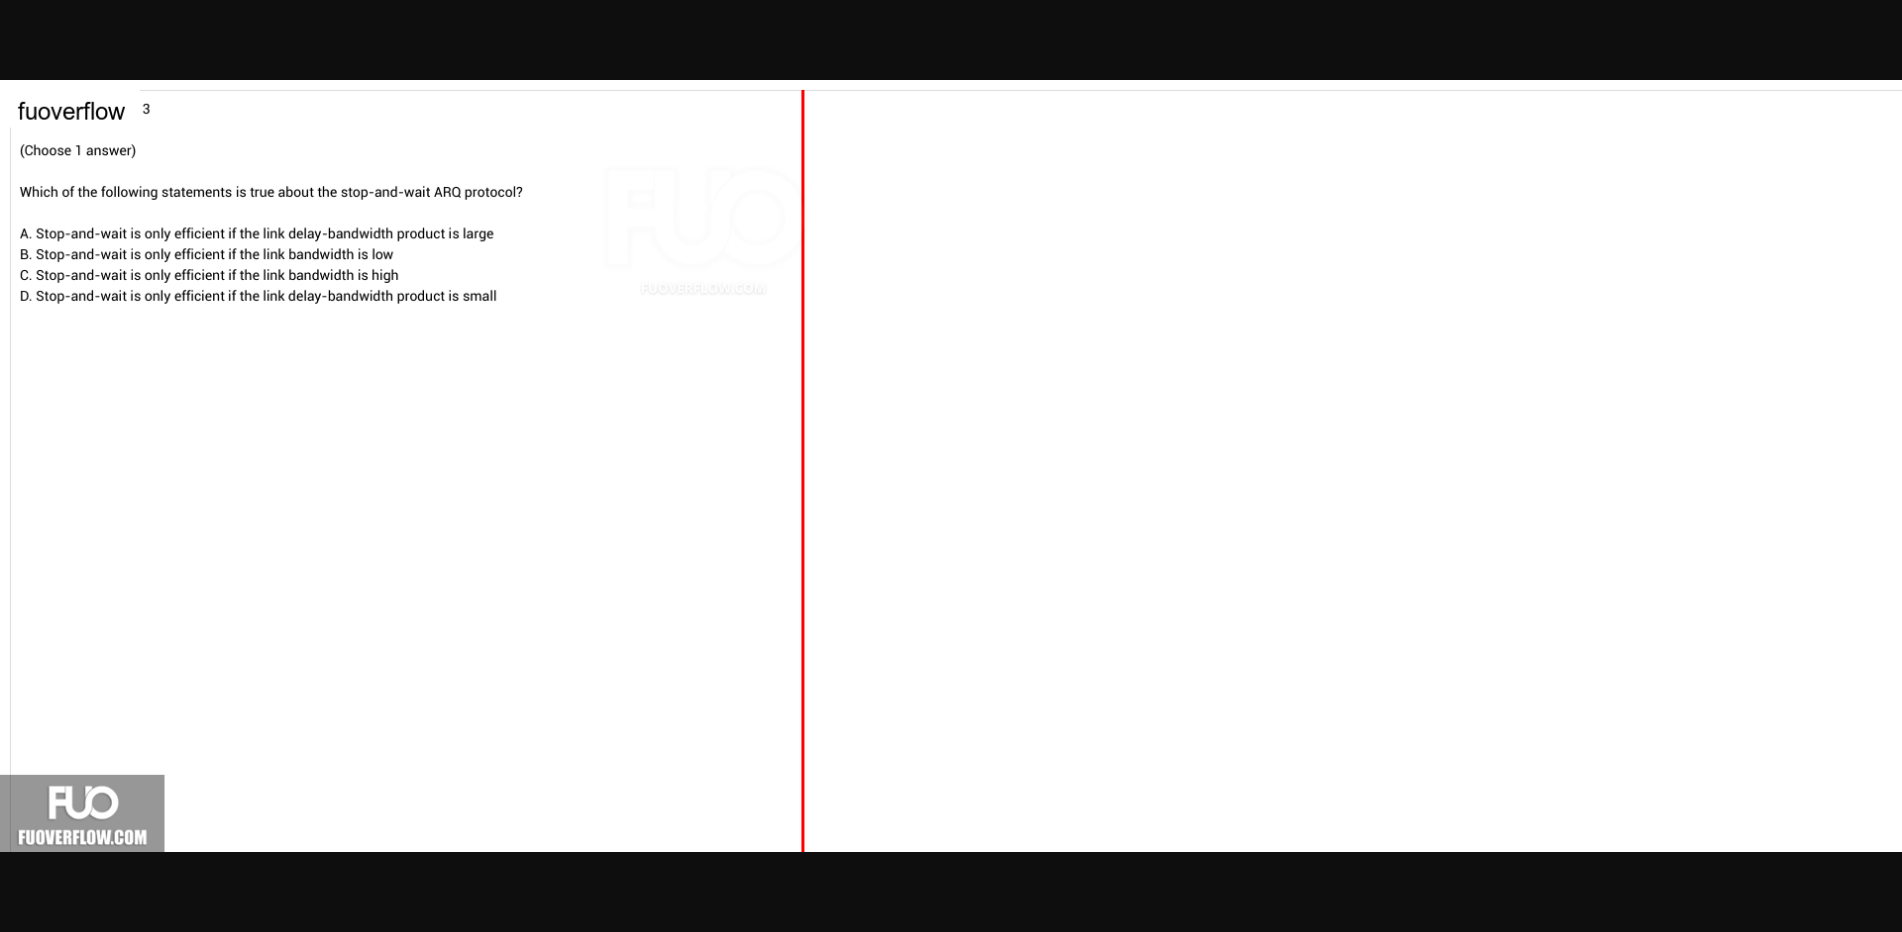 fuoverflow 3
(Choose 1 answer)
Which of the following statements is true about the stop-and-wait ARQ protocol?
A. Stop-and-wait is only efficient if the link delay-bandwidth product is large
B. Stop-and-wait is only efficient if the link bandwidth is low
C. Stop-and-wait is only efficient if the link bandwidth is high
D. Stop-and-wait is only efficient if the link delay-bandwidth product is small
FUO
FUOVERFLOW.COM
FUO
FUOVERFLOW.COM